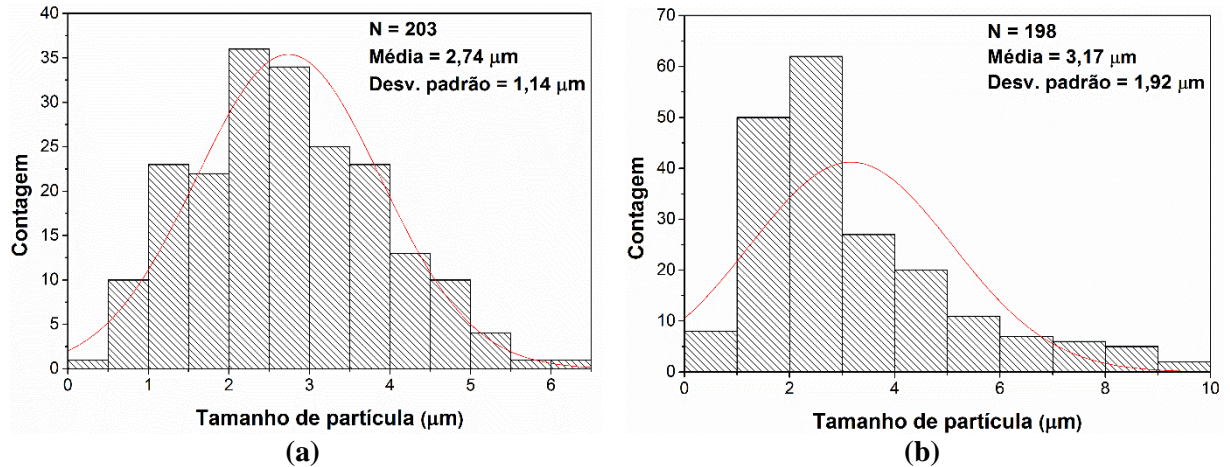 40
35
30
25
20
15
10
5
0
Contagem
N = 203
Média = 2,74 µm
Desv. padrão = 1,14 µm
0 1 2 3 4 5 6
Tamanho de partícula (µm)
(a)
70
60
50
40
30
20
10
0
Contagem
N = 198
Média = 3,17 µm
Desv. padrão = 1,92 µm
0 2 4 6 8 10
Tamanho de partícula (µm)
(b)